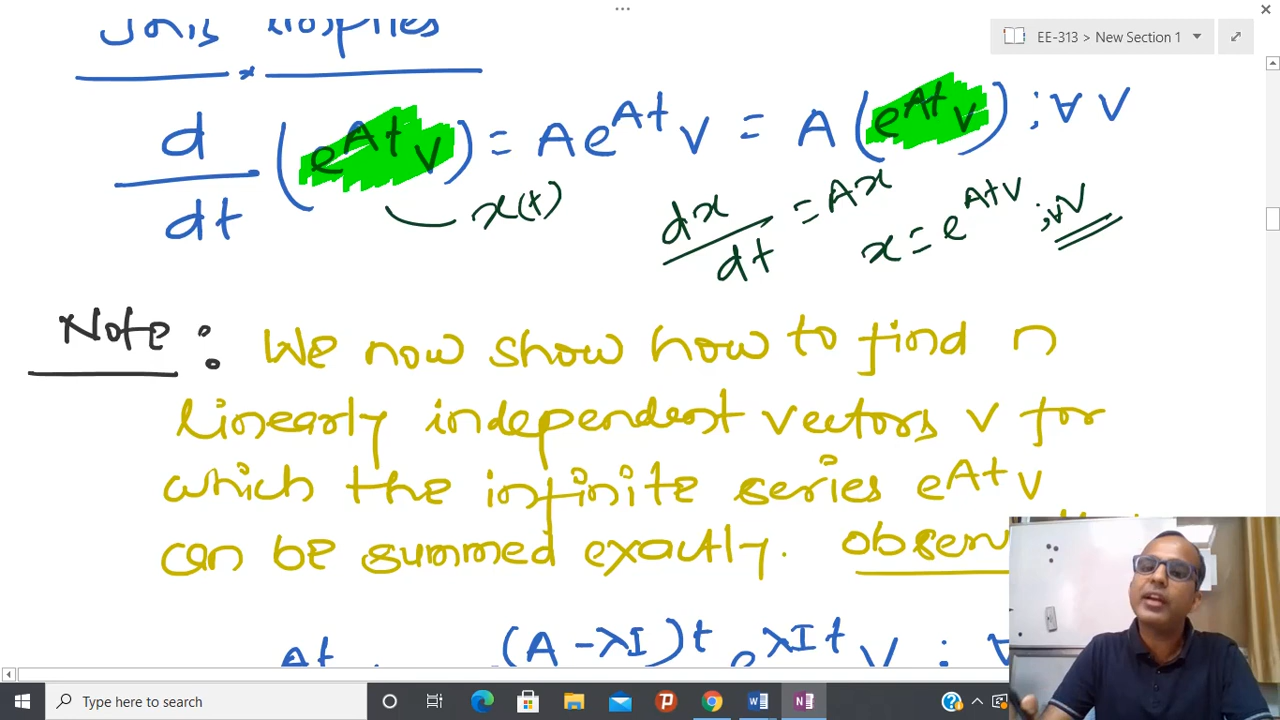 EE-313 > New Section 1
d/dt (e^{At} v) = A e^{At} v = A (e^{At} v) ; ∀ v
x(t)
dx/dt = Ax
x = e^{At} v ; ∀ v
Note : We now show how to find n
linearly independent vectors v for
which the infinite series e^{At} v
can be summed exactly. obser
e^{λIt} v ; ∀
At (A - λI)t
Type here to search